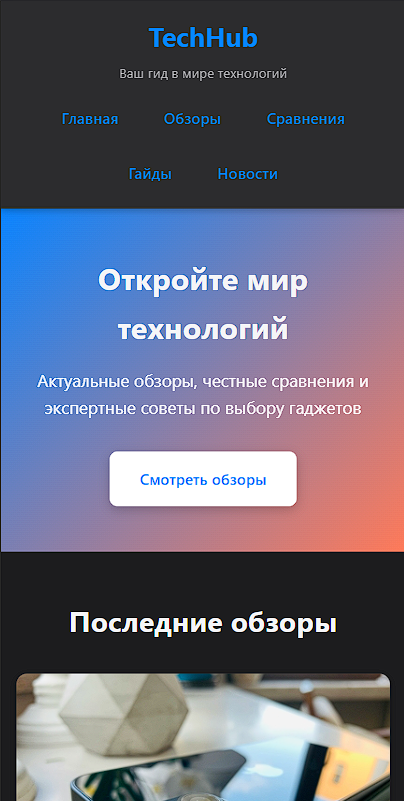 TechHub
Ваш гид в мире технологий
Главная Обзоры Сравнения
Гайды Новости
Откройте мир
технологий
Актуальные обзоры, честные сравнения и
экспертные советы по выбору гаджетов
Смотреть обзоры
Последние обзоры